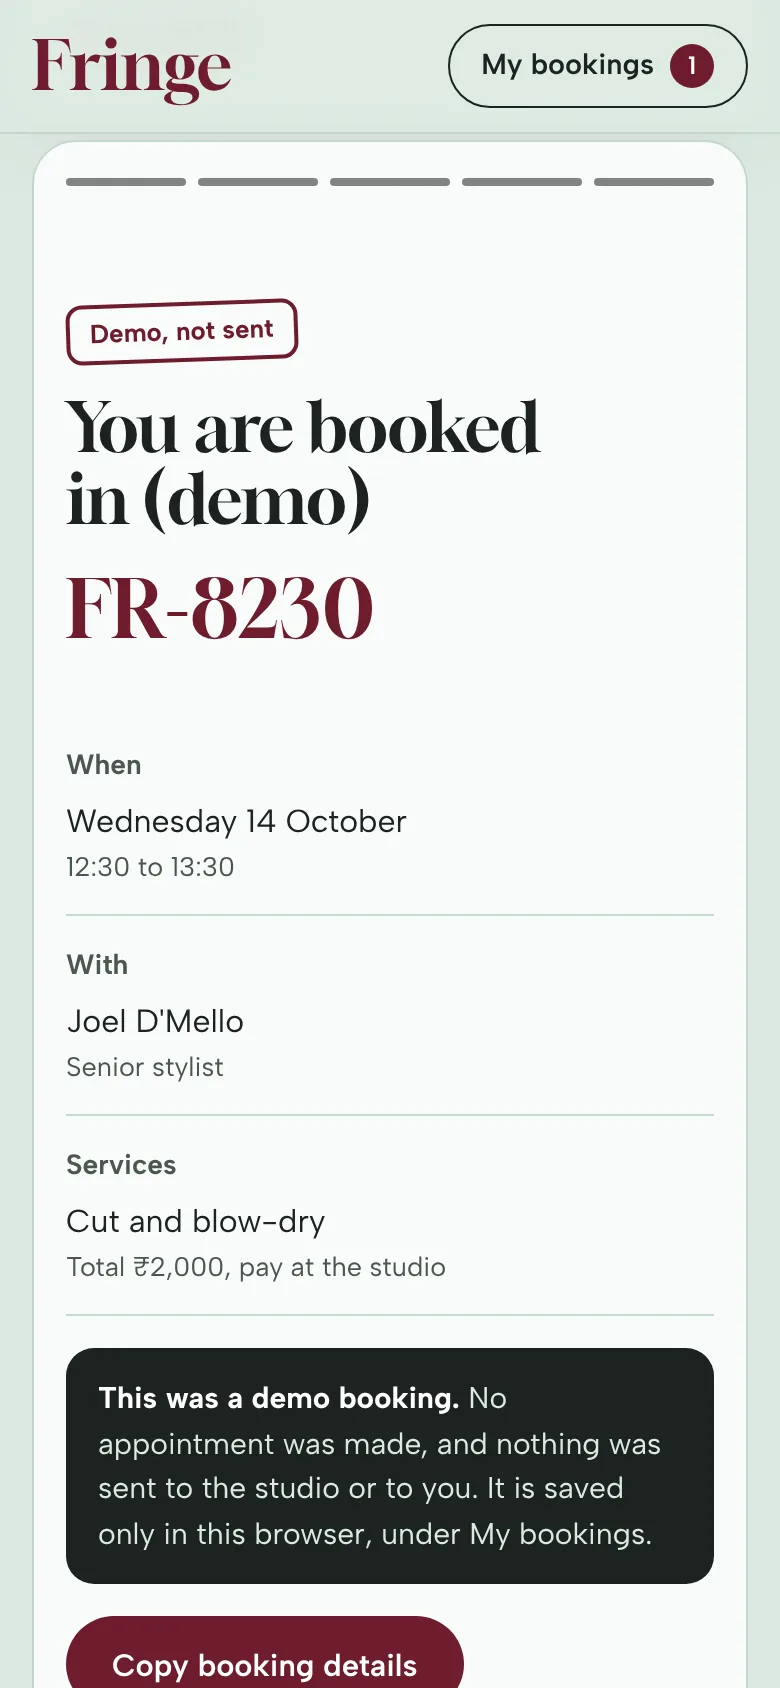 Fringe
My bookings 1
Demo, not sent
You are booked
in (demo)
FR-8230
When
Wednesday 14 October
12:30 to 13:30
With
Joel D'Mello
Senior stylist
Services
Cut and blow-dry
Total ₹2,000, pay at the studio
This was a demo booking. No
appointment was made, and nothing was
sent to the studio or to you. It is saved
only in this browser, under My bookings.
Copy booking details